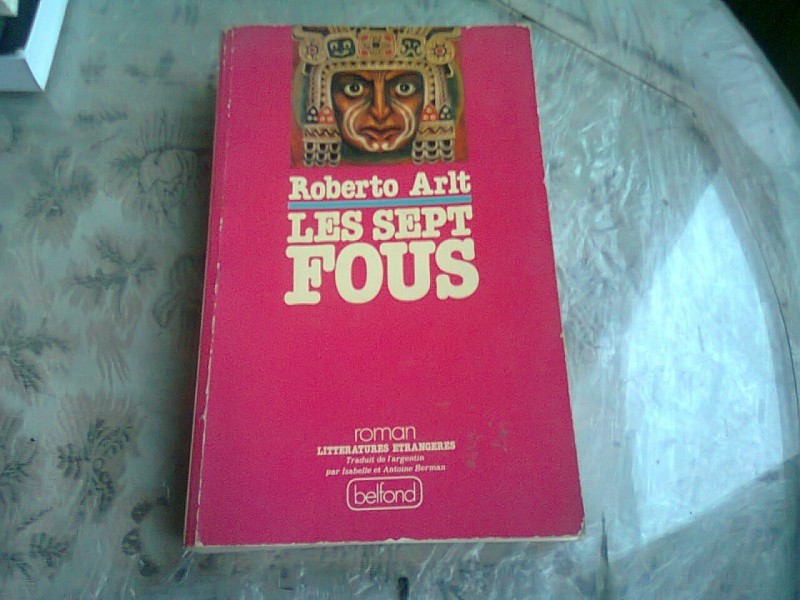 Roberto Arlt
LES SEPT
FOUS
roman
LITTERATURES ETRANGERES
Traduit de l'argentin
par Isabelle et Antoine Berman
belfond